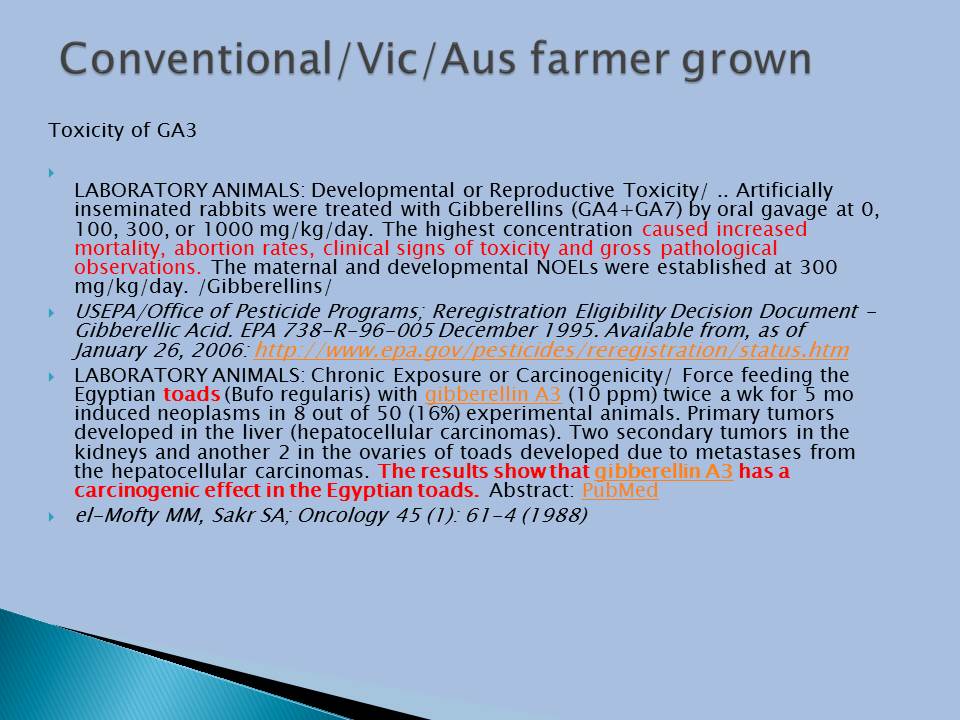 Conventional/Vic/Aus farmer grown
Toxicity of GA3
LABORATORY ANIMALS: Developmental or Reproductive Toxicity/ .. Artificially
inseminated rabbits were treated with Gibberellins (GA4+GA7) by oral gavage at 0,
100, 300, or 1000 mg/kg/day. The highest concentration caused increased
mortality, abortion rates, clinical signs of toxicity and gross pathological
observations. The maternal and developmental NOELs were established at 300
mg/kg/day. /Gibberellins/
USEPA/Office of Pesticide Programs; Reregistration Eligibility Decision Document -
Gibberellic Acid. EPA 738-R-96-005 December 1995. Available from, as of
January 26, 2006: http://www.epa.gov/pesticides/reregistration/status.htm
LABORATORY ANIMALS: Chronic Exposure or Carcinogenicity/ Force feeding the
Egyptian toads (Bufo regularis) with gibberellin A3 (10 ppm) twice a wk for 5 mo
induced neoplasms in 8 out of 50 (16%) experimental animals. Primary tumors
developed in the liver (hepatocellular carcinomas). Two secondary tumors in the
kidneys and another 2 in the ovaries of toads developed due to metastases from
the hepatocellular carcinomas. The results show that gibberellin A3 has a
carcinogenic effect in the Egyptian toads. Abstract: PubMed
el-Mofty MM, Sakr SA; Oncology 45 (1): 61-4 (1988)